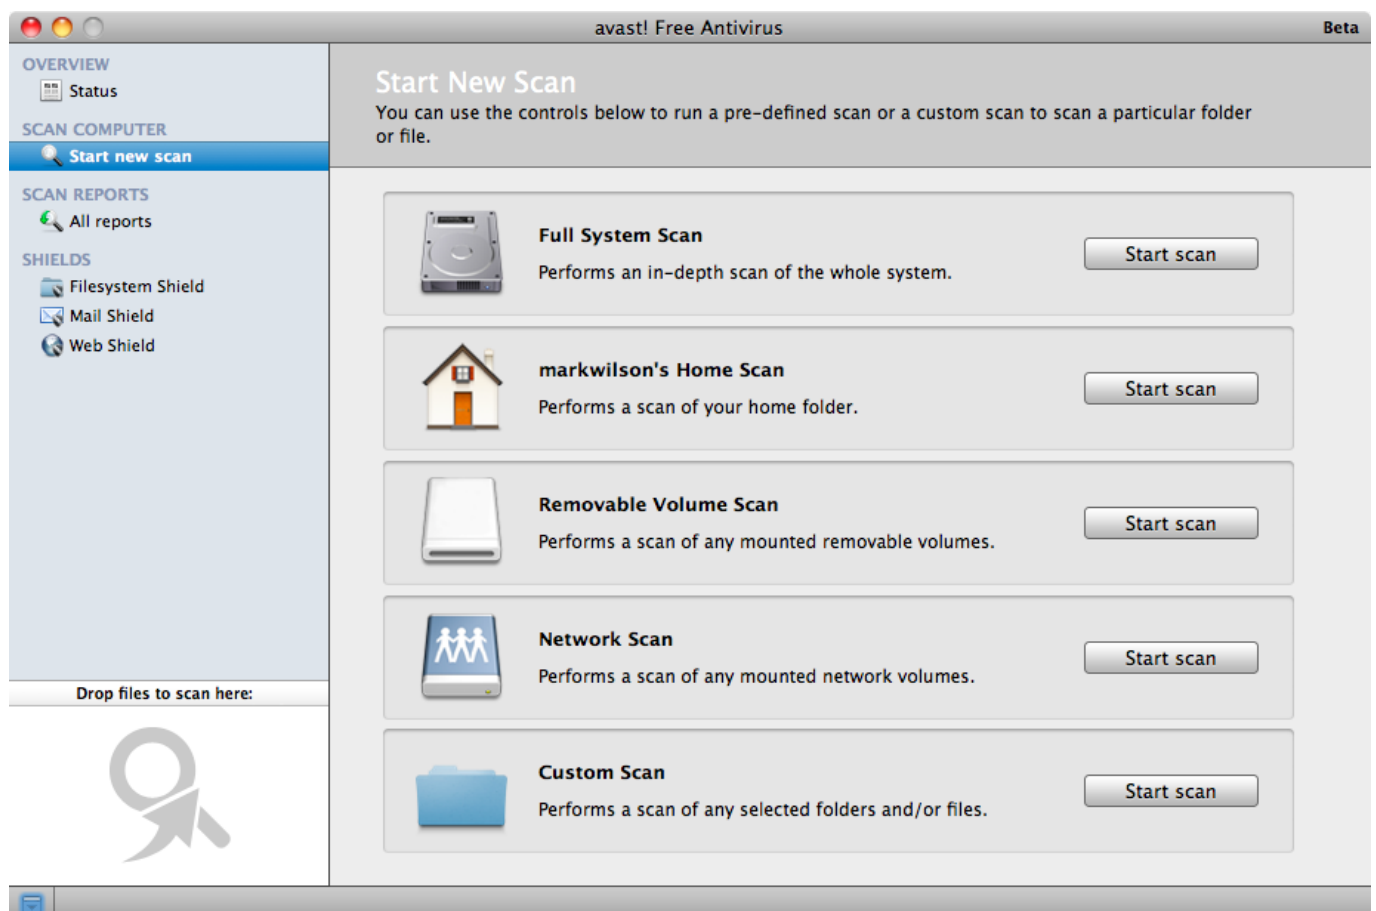 avast! Free Antivirus
Beta
OVERVIEW
Status
SCAN COMPUTER
Start new scan
SCAN REPORTS
All reports
SHIELDS
Filesystem Shield
Mail Shield
Web Shield
Drop files to scan here:
Start New Scan
You can use the controls below to run a pre-defined scan or a custom scan to scan a particular folder
or file.
Full System Scan
Performs an in-depth scan of the whole system.
Start scan
markwilson's Home Scan
Performs a scan of your home folder.
Start scan
Removable Volume Scan
Performs a scan of any mounted removable volumes.
Start scan
Network Scan
Performs a scan of any mounted network volumes.
Start scan
Custom Scan
Performs a scan of any selected folders and/or files.
Start scan